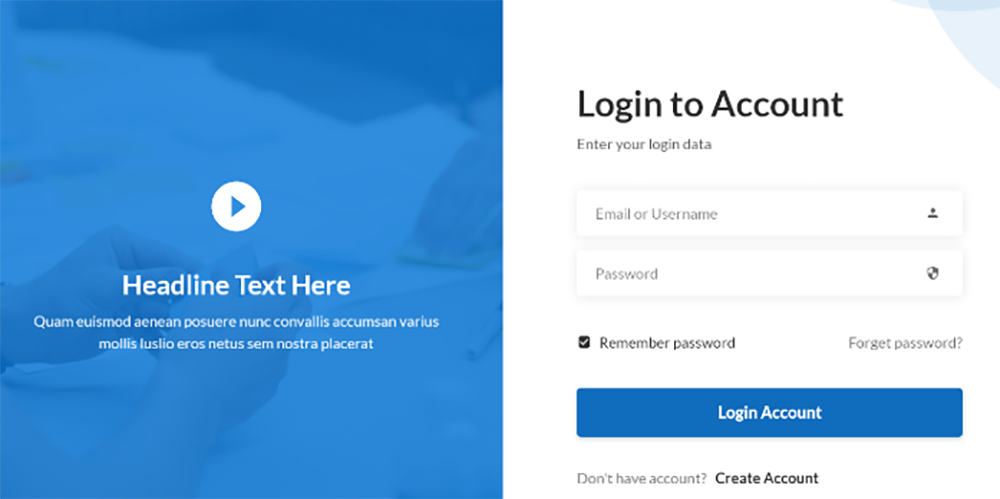 Headline Text Here
Quam euismod aenean posuere nunc convallis accumsan varius
mollis luslio eros netus sem nostra placerat
Login to Account
Enter your login data
Email or Username
Password
Remember password
Forget password?
Login Account
Don't have account? Create Account